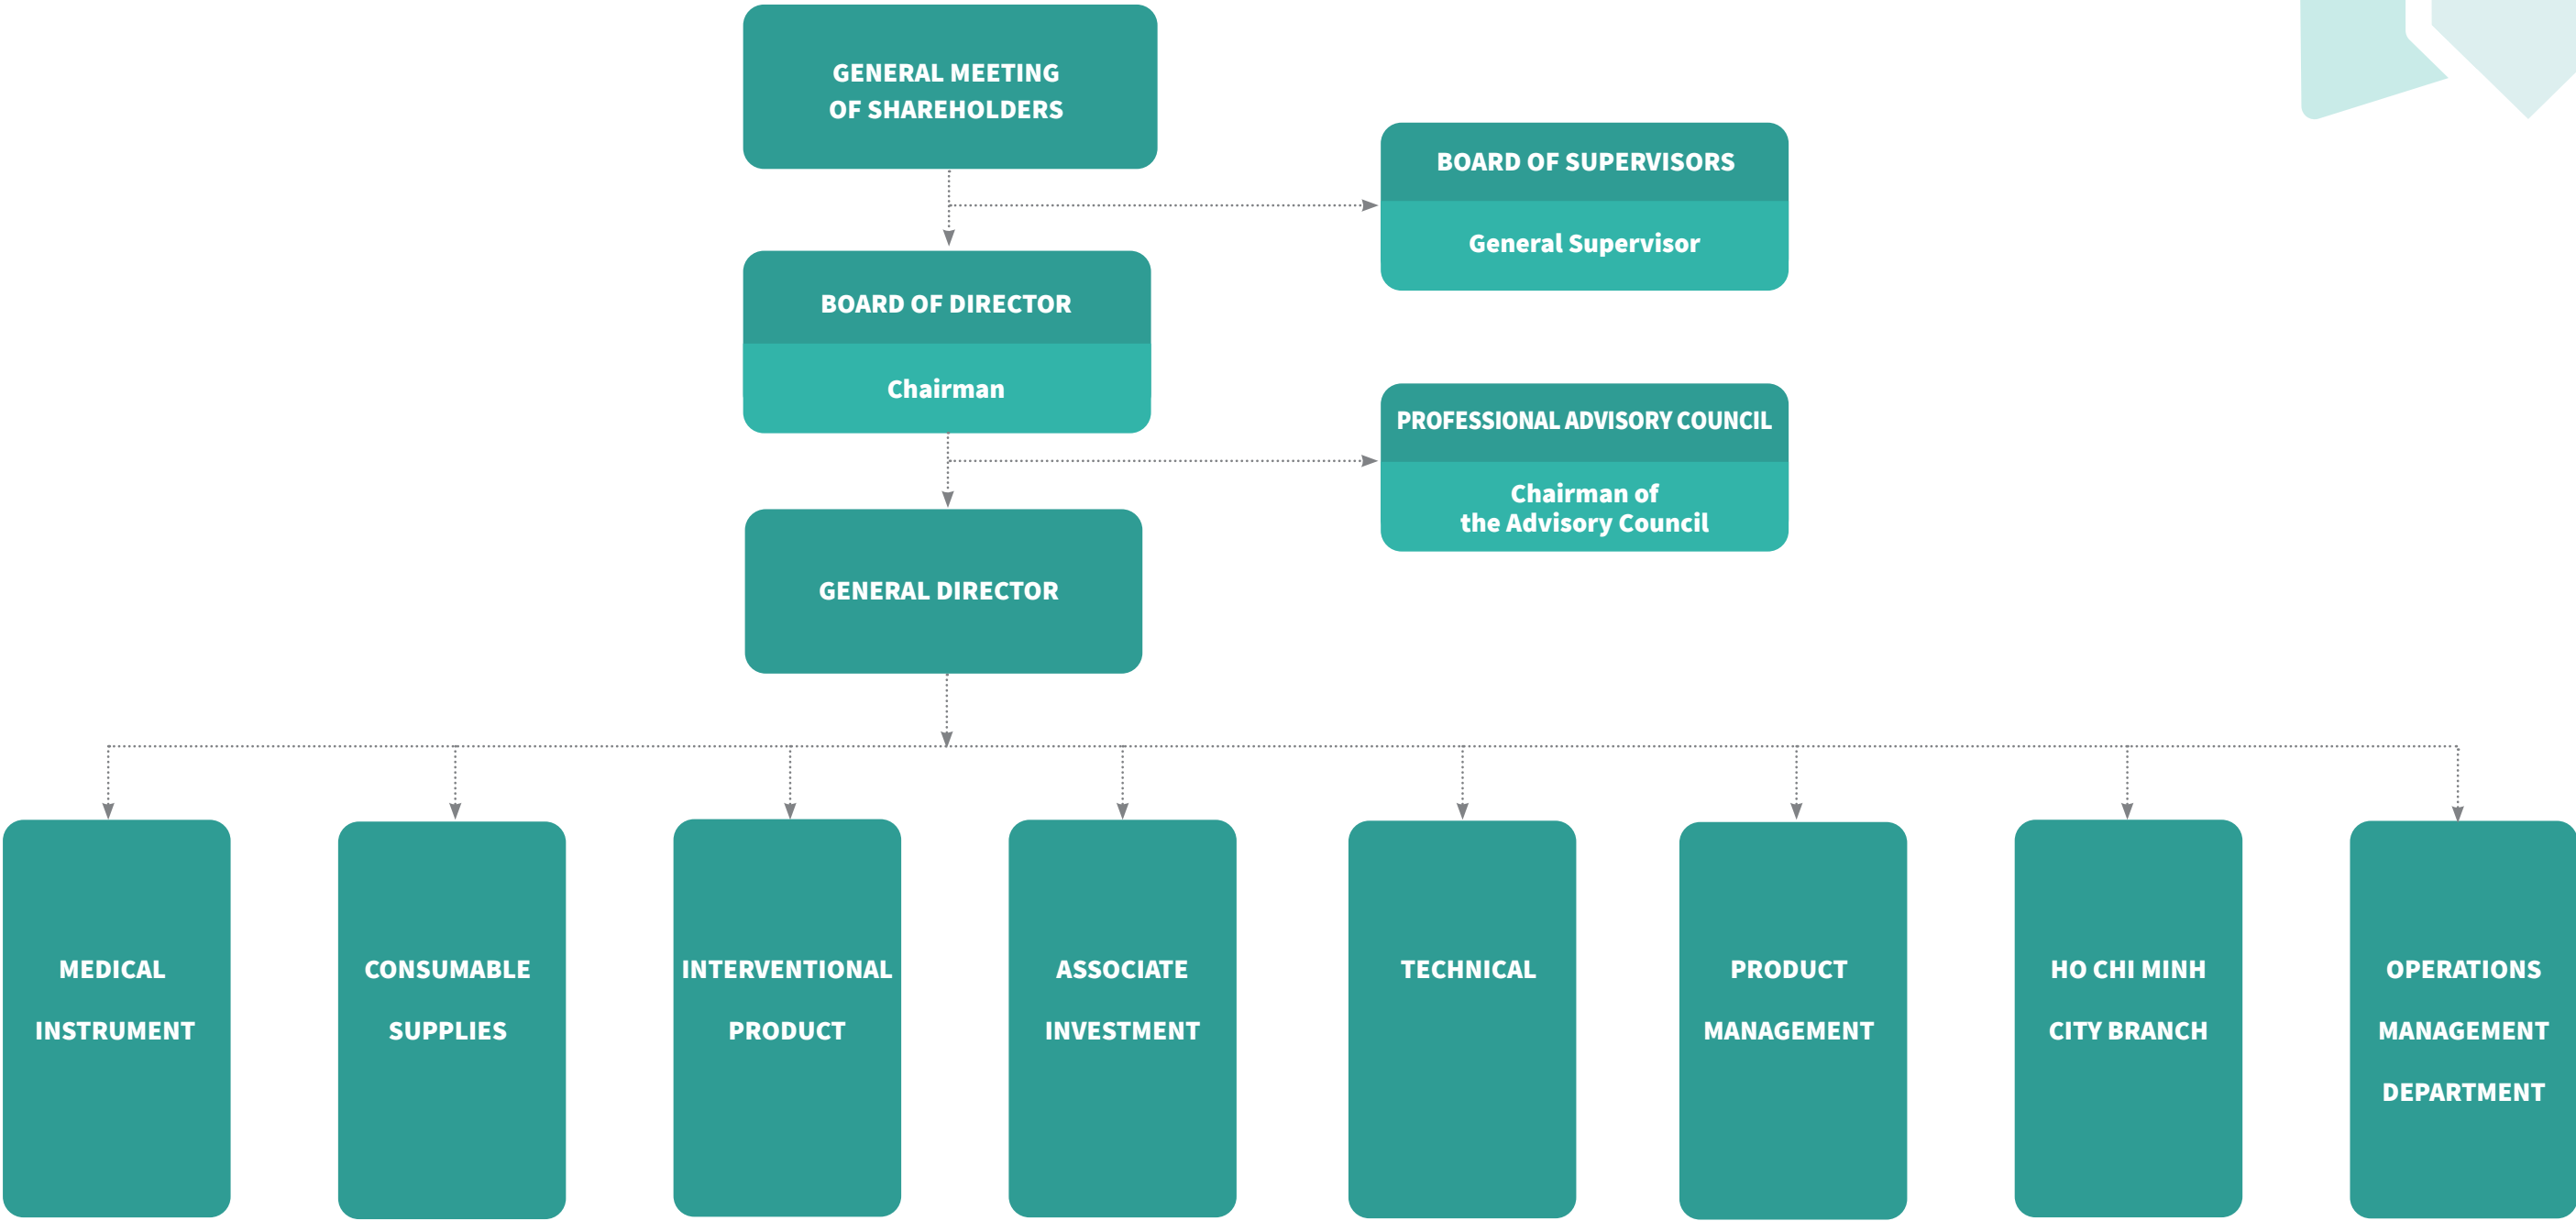 GENERAL MEETING
OF SHAREHOLDERS
BOARD OF SUPERVISORS
General Supervisor
BOARD OF DIRECTOR
Chairman
PROFESSIONAL ADVISORY COUNCIL
Chairman of
the Advisory Council
GENERAL DIRECTOR
MEDICAL
INSTRUMENT
CONSUMABLE
SUPPLIES
INTERVENTIONAL
PRODUCT
ASSOCIATE
INVESTMENT
TECHNICAL
PRODUCT
MANAGEMENT
HO CHI MINH
CITY BRANCH
OPERATIONS
MANAGEMENT
DEPARTMENT